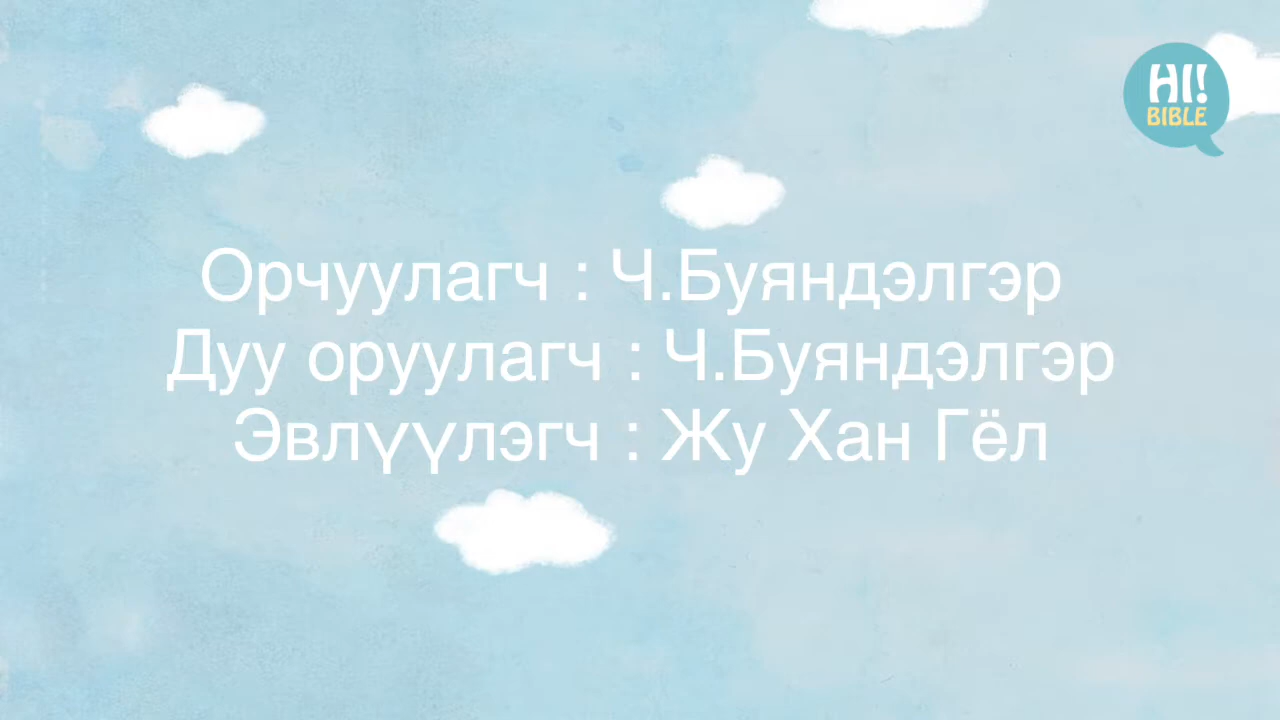 HI!
BIBLE
Орчуулагч : Ч.Буяндэлгэр
Дуу оруулагч : Ч.Буяндэлгэр
Эвлүүлэгч : Жу Хан Гёл